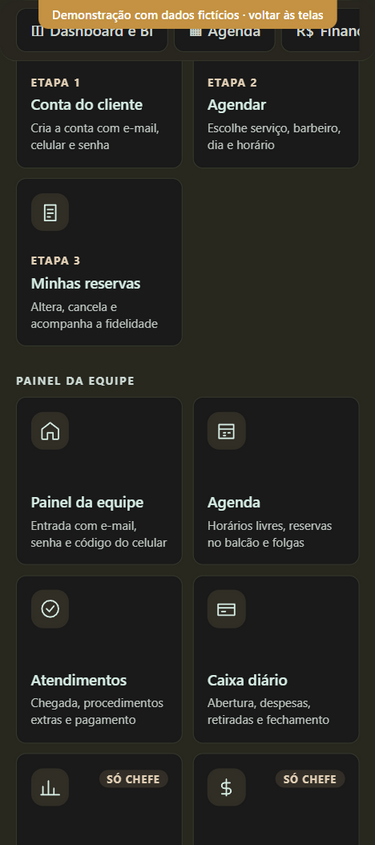 Demonstração com dados fictícios · voltar às telas
Dashboard e BI
Agenda
R$ Financ
ETAPA 1
Conta do cliente
Cria a conta com e-mail,
celular e senha
ETAPA 2
Agendar
Escolhe serviço, barbeiro,
dia e horário
ETAPA 3
Minhas reservas
Altera, cancela e
acompanha a fidelidade
PAINEL DA EQUIPE
Painel da equipe
Entrada com e-mail,
senha e código do celular
Agenda
Horários livres, reservas
no balcão e folgas
Atendimentos
Chegada, procedimentos
extras e pagamento
Caixa diário
Abertura, despesas,
retiradas e fechamento
SÓ CHEFE
SÓ CHEFE